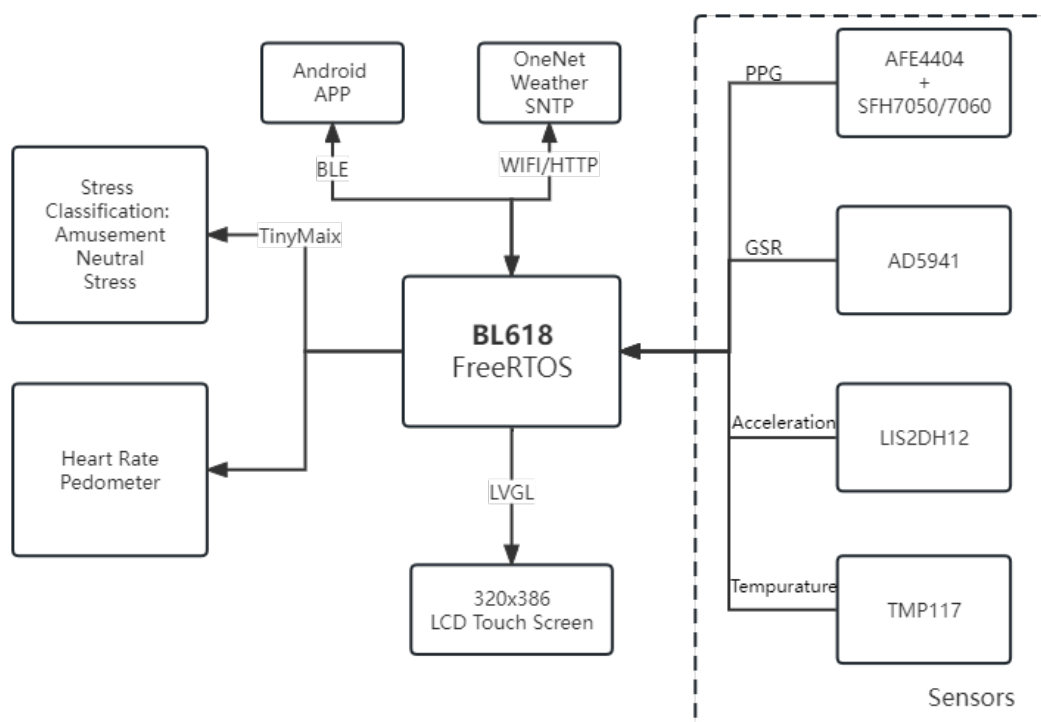 Android
APP
OneNet
Weather
SNTP
PPG
AFE4404
+
SFH7050/7060
BLE
WIFI/HTTP
Stress
Classification:
Amusement
Neutral
Stress
TinyMaix
GSR
AD5941
BL618
FreeRTOS
Acceleration
LIS2DH12
Heart Rate
Pedometer
LVGL
320x386
LCD Touch Screen
Tempurature
TMP117
Sensors